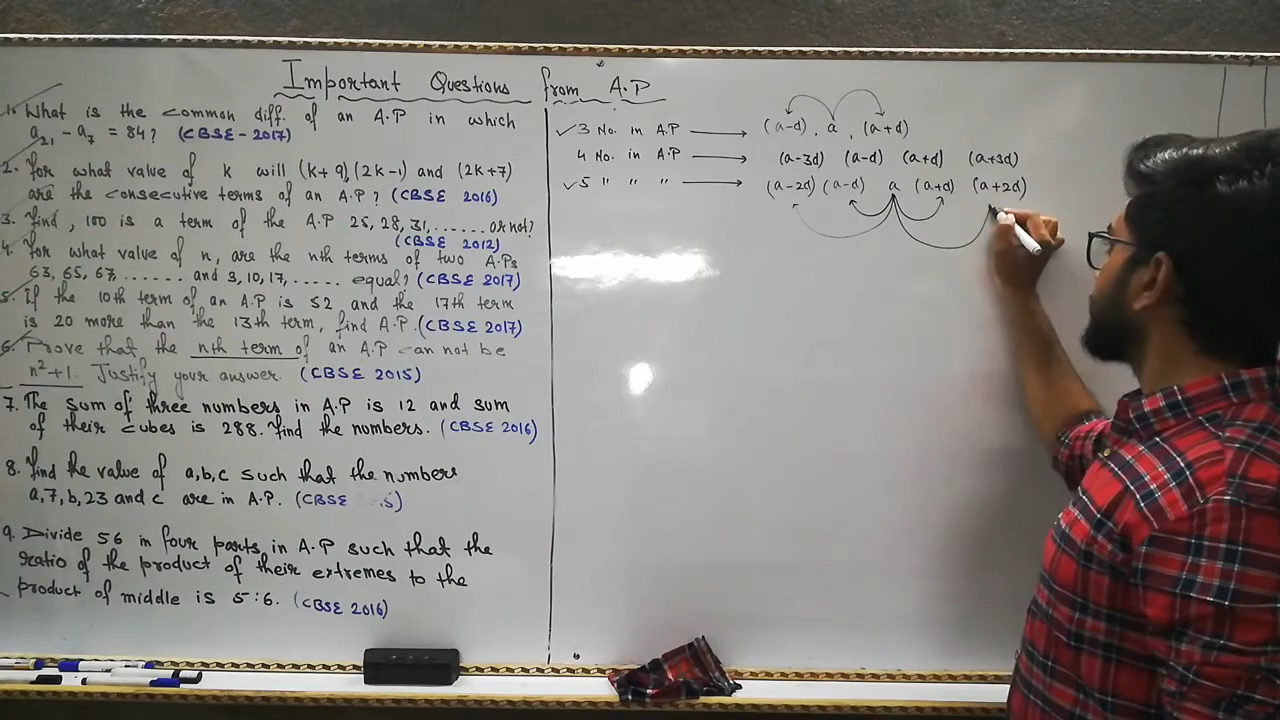 Important Questions from A.P
1. What is the common diff. of an A.P in which
a21 - a7 = 84? (CBSE - 2017)
2. For what value of k will (k+9),(2k-1) and (2k+7)
are the consecutive terms of an A.P? (CBSE 2016)
3. Find, 100 is a term of the A.P 25, 28, 31, ...... or not?
(CBSE 2012)
4. For what value of n, are the nth terms of two A.Ps
63, 65, 67, ...... and 3, 10, 17, ...... equal? (CBSE 2017)
5. If the 10th term of an A.P is 52 and the 17th term
is 20 more than the 13th term, find A.P. (CBSE 2017)
6. Prove that the nth term of an A.P can not be
n²+1. Justify your answer. (CBSE 2015)
7. The sum of three numbers in A.P is 12 and sum
of their cubes is 288. Find the numbers. (CBSE 2016)
8. Find the value of a,b,c such that the numbers
a,7,b,23 and c are in A.P. (CBSE 5)
9. Divide 56 in four parts in A.P such that the
ratio of the product of their extremes to the
product of middle is 5:6. (CBSE 2016)
✓3 No. in A.P → (a-d), a, (a+d)
4 No. in A.P → (a-3d) (a-d) (a+d) (a+3d)
✓5 " " " → (a-2d) (a-d) a (a+d) (a+2d)